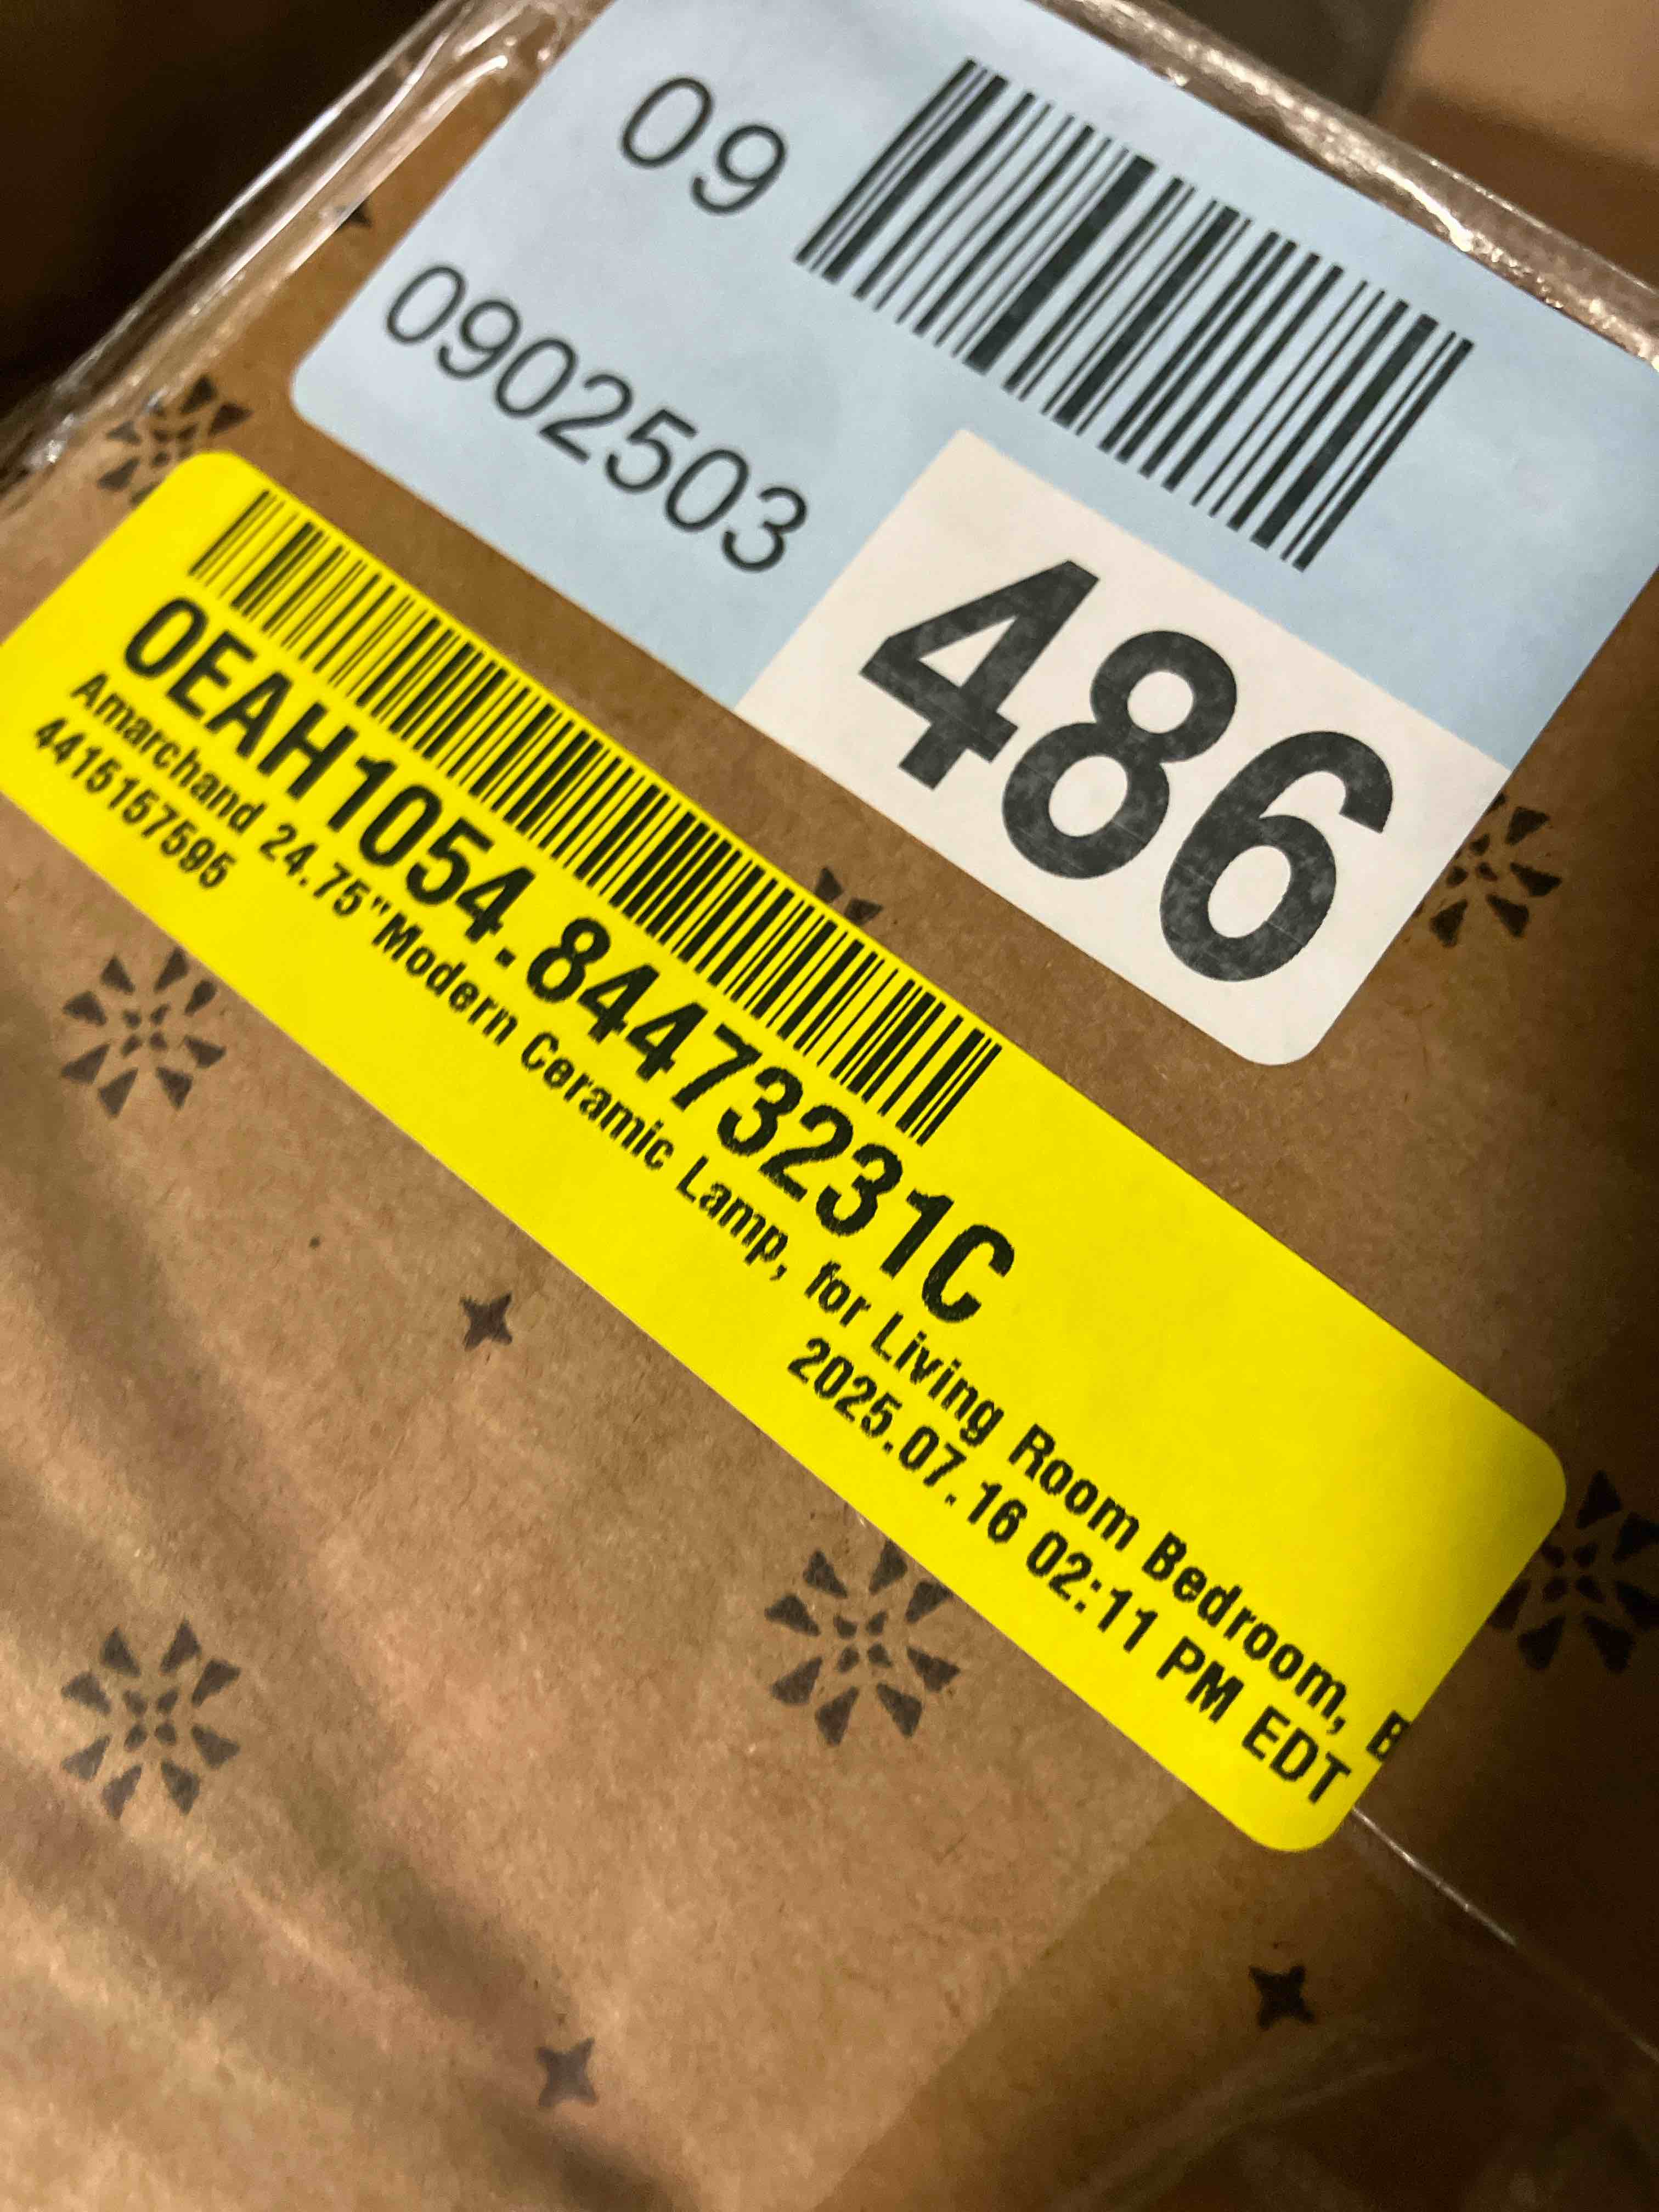 09
0902503
486
0EAH1054.84473231C
Amarchand 24.75"Modern Ceramic Lamp, for Living Room Bedroom, B
441515759５
2025.07.16 02:11 PM EDT